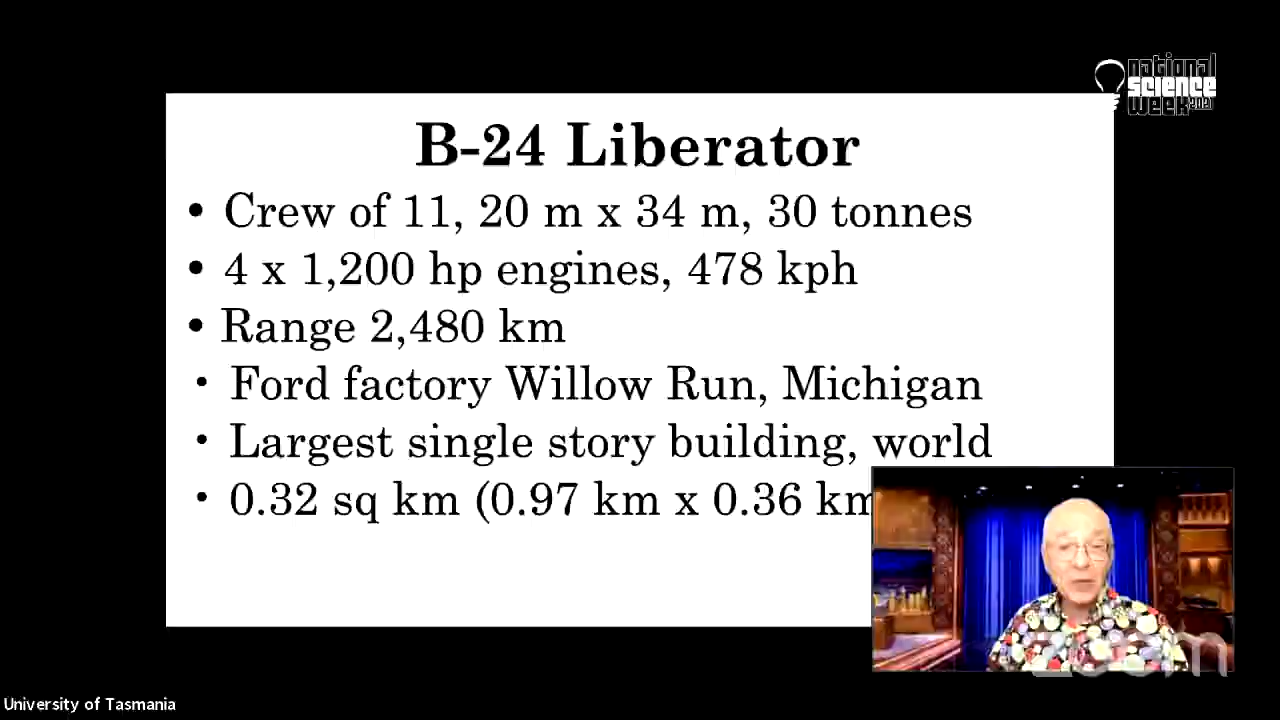 national
science
week 2021
B-24 Liberator
• Crew of 11, 20 m x 34 m, 30 tonnes
• 4 x 1,200 hp engines, 478 kph
• Range 2,480 km
• Ford factory Willow Run, Michigan
• Largest single story building, world
• 0.32 sq km (0.97 km x 0.36 km
zoom
University of Tasmania